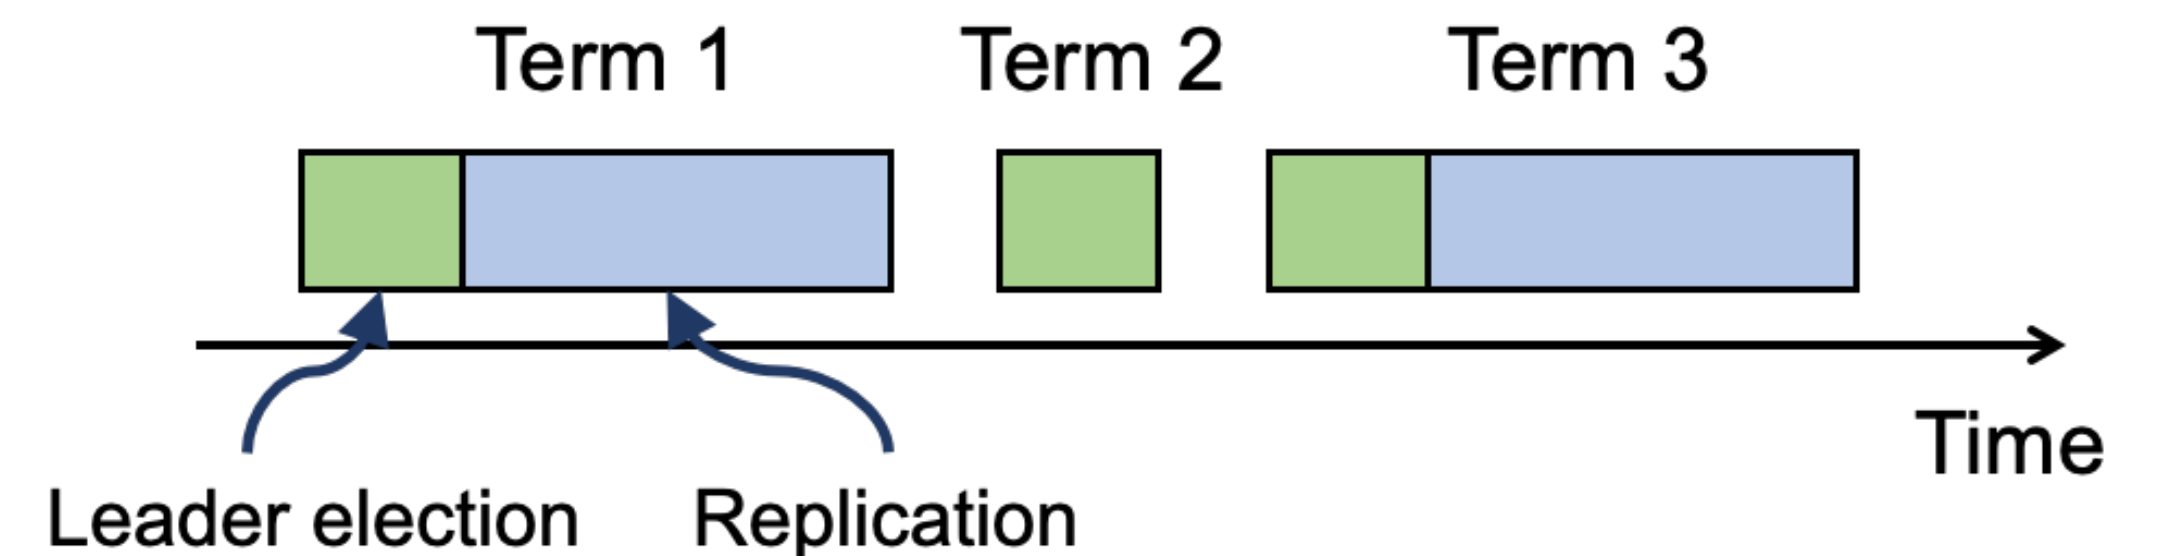 Term 1
Term 2
Term 3
Time
Leader election
Replication